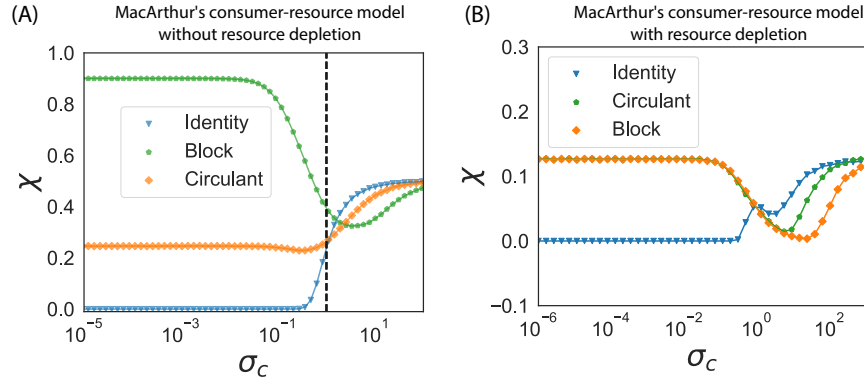 (A)
MacArthur's consumer-resource model
without resource depletion
1.0
0.8
0.6
0.4
0.2
0.0
χ
Identity
Block
Circulant
10^-5
10^-3
10^-1
10^1
σ_c
(B)
MacArthur's consumer-resource model
with resource depletion
0.3
0.2
0.1
0.0
−0.1
χ
Identity
Circulant
Block
10^-6
10^-4
10^-2
10^0
10^2
σ_c